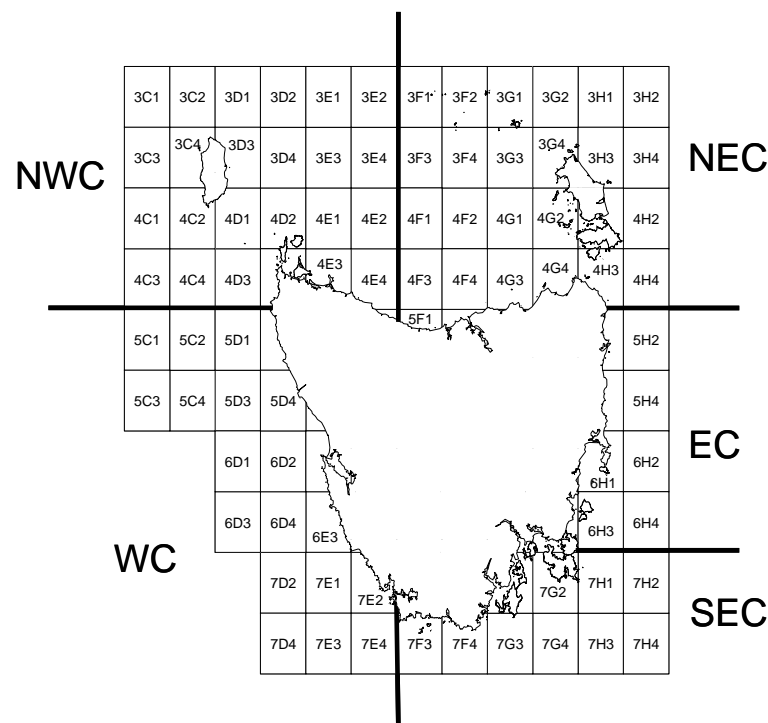 3C1 3C2 3D1 3D2 3E1 3E2 3F1 3F2 3G1 3G2 3H1 3H2
3C4 3D3 3G4
3C3 3D4 3E3 3E4 3F3 3F4 3G3 3H3 3H4
NWC NEC
4C1 4C2 4D1 4D2 4E1 4E2 4F1 4F2 4G1 4G2 4H2
4E3 4G4 4H3
4C3 4C4 4D3 4E4 4F3 4F4 4G3 4H4
5F1
5C1 5C2 5D1 5H2
5C3 5C4 5D3 5D4 5H4
EC
6D1 6D2 6H2
6H1
6D3 6D4 6H3 6H4
6E3
WC
7D2 7E1 7G2 7H1 7H2
7E2
SEC
7D4 7E3 7E4 7F3 7F4 7G3 7G4 7H3 7H4